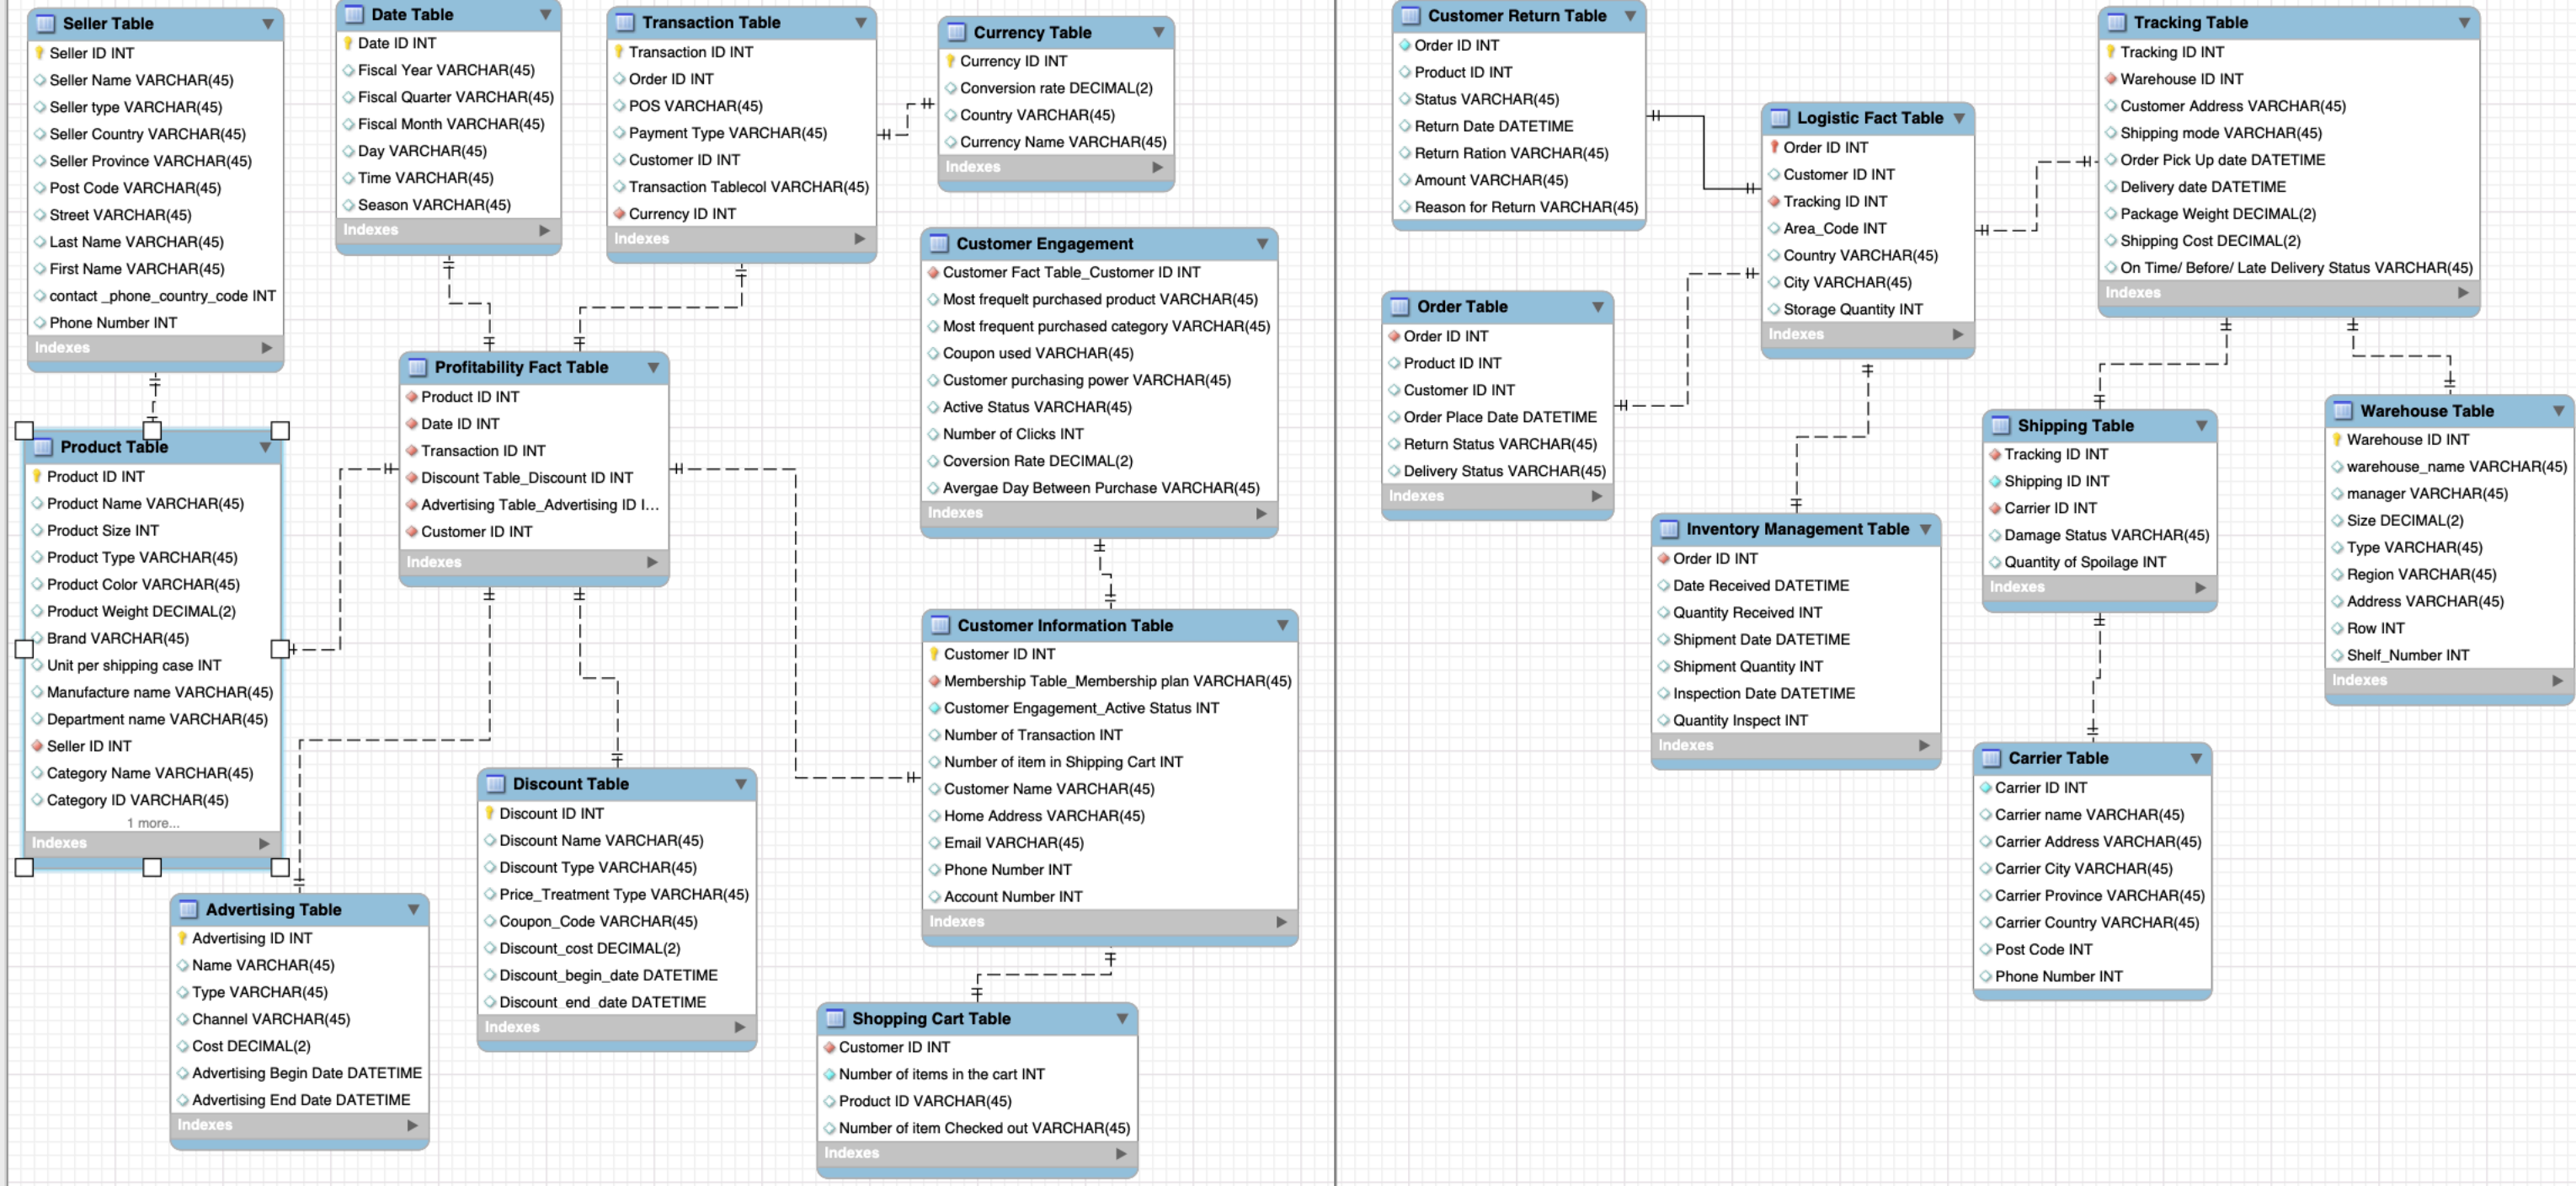 Seller Table
Seller ID INT
Seller Name VARCHAR(45)
Seller type VARCHAR(45)
Seller Country VARCHAR(45)
Seller Province VARCHAR(45)
Post Code VARCHAR(45)
Street VARCHAR(45)
Last Name VARCHAR(45)
First Name VARCHAR(45)
contact _phone_country_code INT
Phone Number INT
Indexes
Date Table
Date ID INT
Fiscal Year VARCHAR(45)
Fiscal Quarter VARCHAR(45)
Fiscal Month VARCHAR(45)
Day VARCHAR(45)
Time VARCHAR(45)
Season VARCHAR(45)
Indexes
Transaction Table
Transaction ID INT
Order ID INT
POS VARCHAR(45)
Payment Type VARCHAR(45)
Customer ID INT
Transaction Tablecol VARCHAR(45)
Currency ID INT
Indexes
Currency Table
Currency ID INT
Conversion rate DECIMAL(2)
Country VARCHAR(45)
Currency Name VARCHAR(45)
Indexes
Customer Engagement
Customer Fact Table_Customer ID INT
Most frequelt purchased product VARCHAR(45)
Most frequent purchased category VARCHAR(45)
Coupon used VARCHAR(45)
Customer purchasing power VARCHAR(45)
Active Status VARCHAR(45)
Number of Clicks INT
Coversion Rate DECIMAL(2)
Avergae Day Between Purchase VARCHAR(45)
Indexes
Profitability Fact Table
Product ID INT
Date ID INT
Transaction ID INT
Discount Table_Discount ID INT
Advertising Table_Advertising ID I...
Customer ID INT
Indexes
Product Table
Product ID INT
Product Name VARCHAR(45)
Product Size INT
Product Type VARCHAR(45)
Product Color VARCHAR(45)
Product Weight DECIMAL(2)
Brand VARCHAR(45)
Unit per shipping case INT
Manufacture name VARCHAR(45)
Department name VARCHAR(45)
Seller ID INT
Category Name VARCHAR(45)
Category ID VARCHAR(45)
1 more...
Indexes
Customer Information Table
Customer ID INT
Membership Table_Membership plan VARCHAR(45)
Customer Engagement_Active Status INT
Number of Transaction INT
Number of item in Shipping Cart INT
Customer Name VARCHAR(45)
Home Address VARCHAR(45)
Email VARCHAR(45)
Phone Number INT
Account Number INT
Indexes
Discount Table
Discount ID INT
Discount Name VARCHAR(45)
Discount Type VARCHAR(45)
Price_Treatment Type VARCHAR(45)
Coupon_Code VARCHAR(45)
Discount_cost DECIMAL(2)
Discount_begin_date DATETIME
Discount_end_date DATETIME
Indexes
Advertising Table
Advertising ID INT
Name VARCHAR(45)
Type VARCHAR(45)
Channel VARCHAR(45)
Cost DECIMAL(2)
Advertising Begin Date DATETIME
Advertising End Date DATETIME
Indexes
Shopping Cart Table
Customer ID INT
Number of items in the cart INT
Product ID VARCHAR(45)
Number of item Checked out VARCHAR(45)
Indexes
Customer Return Table
Order ID INT
Product ID INT
Status VARCHAR(45)
Return Date DATETIME
Return Ration VARCHAR(45)
Amount VARCHAR(45)
Reason for Return VARCHAR(45)
Logistic Fact Table
Order ID INT
Customer ID INT
Tracking ID INT
Area_Code INT
Country VARCHAR(45)
City VARCHAR(45)
Storage Quantity INT
Indexes
Tracking Table
Tracking ID INT
Warehouse ID INT
Customer Address VARCHAR(45)
Shipping mode VARCHAR(45)
Order Pick Up date DATETIME
Delivery date DATETIME
Package Weight DECIMAL(2)
Shipping Cost DECIMAL(2)
On Time/ Before/ Late Delivery Status VARCHAR(45)
Indexes
Order Table
Order ID INT
Product ID INT
Customer ID INT
Order Place Date DATETIME
Return Status VARCHAR(45)
Delivery Status VARCHAR(45)
Indexes
Inventory Management Table
Order ID INT
Date Received DATETIME
Quantity Received INT
Shipment Date DATETIME
Shipment Quantity INT
Inspection Date DATETIME
Quantity Inspect INT
Indexes
Shipping Table
Tracking ID INT
Shipping ID INT
Carrier ID INT
Damage Status VARCHAR(45)
Quantity of Spoilage INT
Indexes
Warehouse Table
Warehouse ID INT
warehouse_name VARCHAR(45)
manager VARCHAR(45)
Size DECIMAL(2)
Type VARCHAR(45)
Region VARCHAR(45)
Address VARCHAR(45)
Row INT
Shelf_Number INT
Indexes
Carrier Table
Carrier ID INT
Carrier name VARCHAR(45)
Carrier Address VARCHAR(45)
Carrier City VARCHAR(45)
Carrier Province VARCHAR(45)
Carrier Country VARCHAR(45)
Post Code INT
Phone Number INT